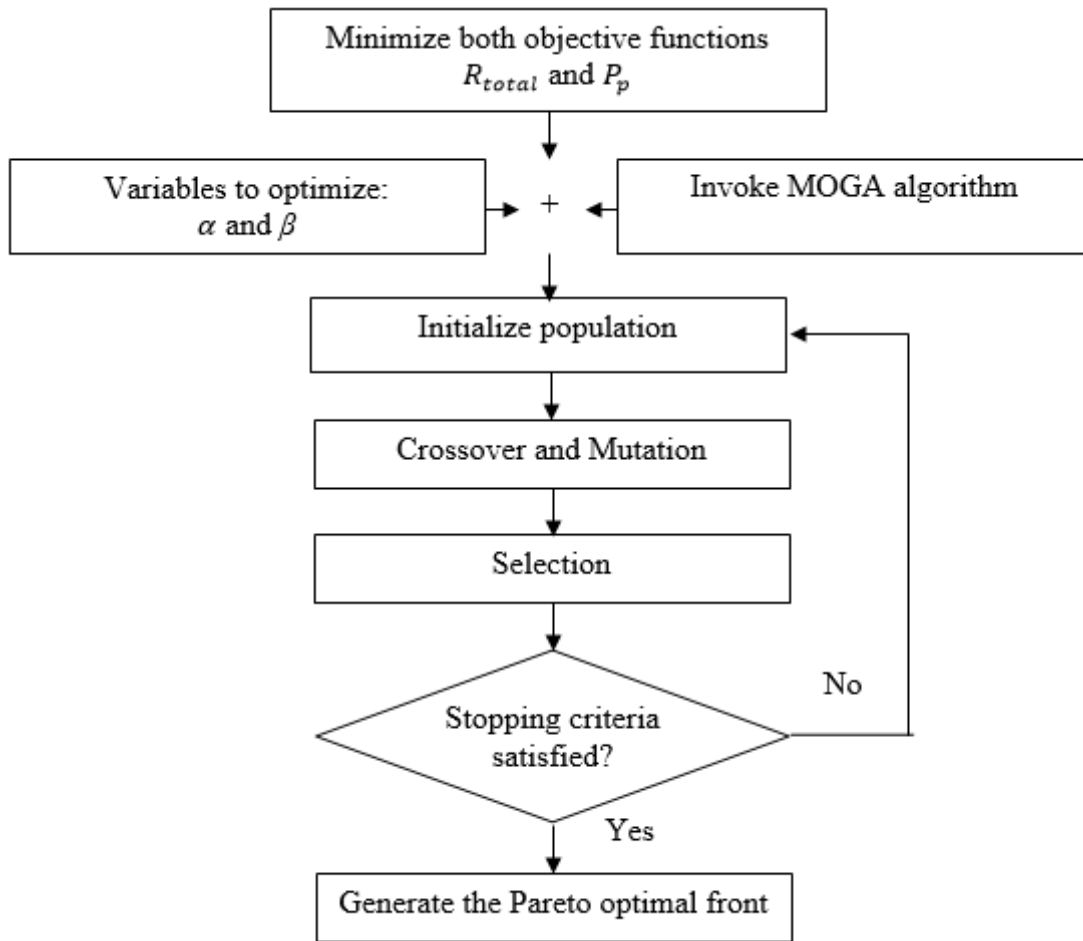 Minimize both objective functions
R_total and P_p
Variables to optimize:
α and β
+
Invoke MOGA algorithm
Initialize population
Crossover and Mutation
Selection
Stopping criteria
satisfied?
No
Yes
Generate the Pareto optimal front